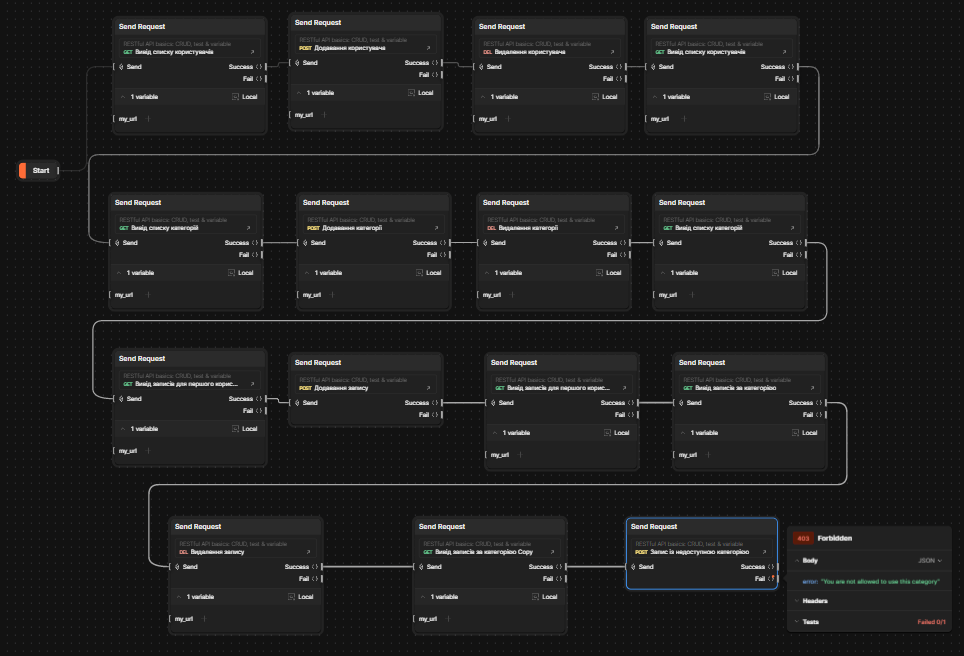 Send Request
RESTful API basics: CRUD, test & variable
GET Вивід списку користувачів
Send Success
Fail
1 variable Local
my_url
Send Request
RESTful API basics: CRUD, test & variable
POST Додавання користувача
Send Success
Fail
1 variable Local
my_url
Send Request
RESTful API basics: CRUD, test & variable
DEL Видалення користувача
Send Success
Fail
1 variable Local
my_url
Send Request
RESTful API basics: CRUD, test & variable
GET Вивід списку користувачів
Send Success
Fail
1 variable Local
my_url
Start
Send Request
RESTful API basics: CRUD, test & variable
GET Вивід списку категорій
Send Success
Fail
1 variable Local
my_url
Send Request
RESTful API basics: CRUD, test & variable
POST Додавання категорії
Send Success
Fail
1 variable Local
my_url
Send Request
RESTful API basics: CRUD, test & variable
DEL Видалення категорії
Send Success
Fail
1 variable Local
my_url
Send Request
RESTful API basics: CRUD, test & variable
GET Вивід списку категорій
Send Success
Fail
1 variable Local
my_url
Send Request
RESTful API basics: CRUD, test & variable
GET Вивід записів для першого корис...
Send Success
Fail
1 variable Local
my_url
Send Request
RESTful API basics: CRUD, test & variable
POST Додавання запису
Send Success
Fail
Send Request
RESTful API basics: CRUD, test & variable
GET Вивід записів для першого корис...
Send Success
Fail
1 variable Local
my_url
Send Request
RESTful API basics: CRUD, test & variable
GET Вивід записів за категорією
Send Success
Fail
1 variable Local
my_url
Send Request
RESTful API basics: CRUD, test & variable
DEL Видалення запису
Send Success
Fail
1 variable Local
my_url
Send Request
RESTful API basics: CRUD, test & variable
GET Вивід записів за категорією Copy
Send Success
Fail
1 variable Local
my_url
Send Request
RESTful API basics: CRUD, test & variable
POST Запис із недоступною категорією
Send Success
Fail
403 Forbidden
Body JSON
error: "You are not allowed to use this category"
Headers
Tests Failed 0/1